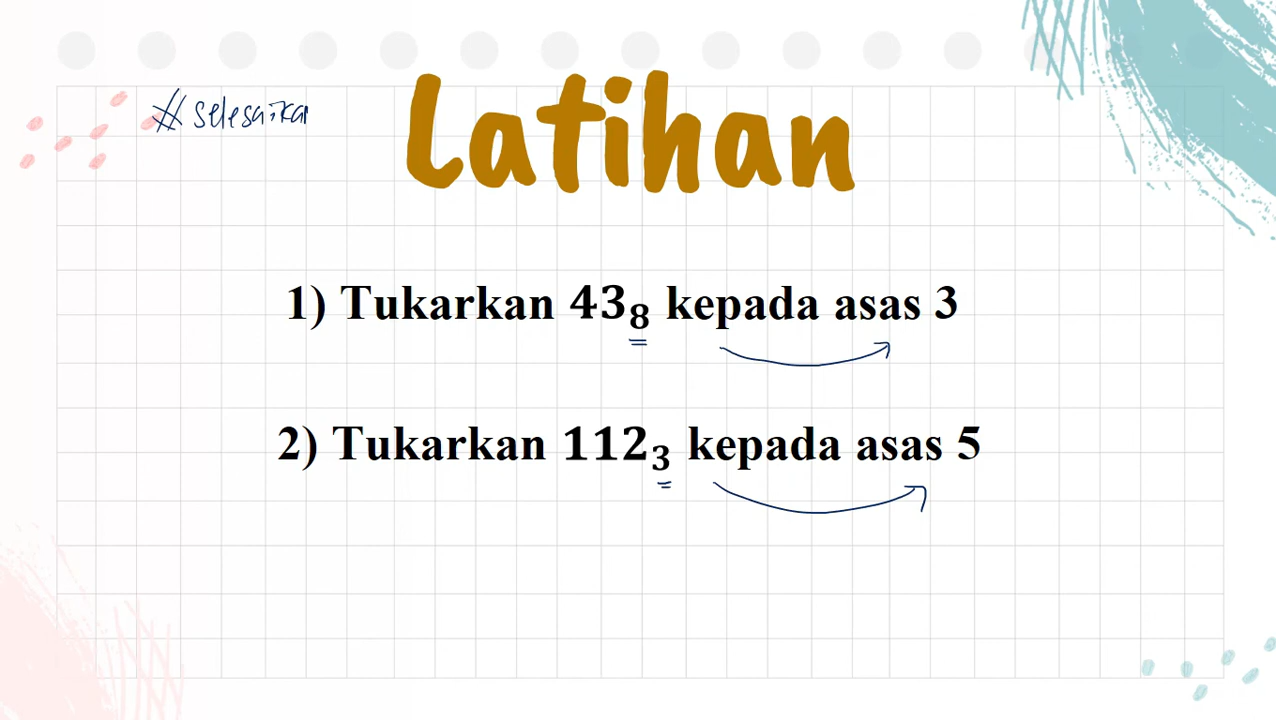 # selesaikan
Latihan
1) Tukarkan 43₈ kepada asas 3
2) Tukarkan 112₃ kepada asas 5